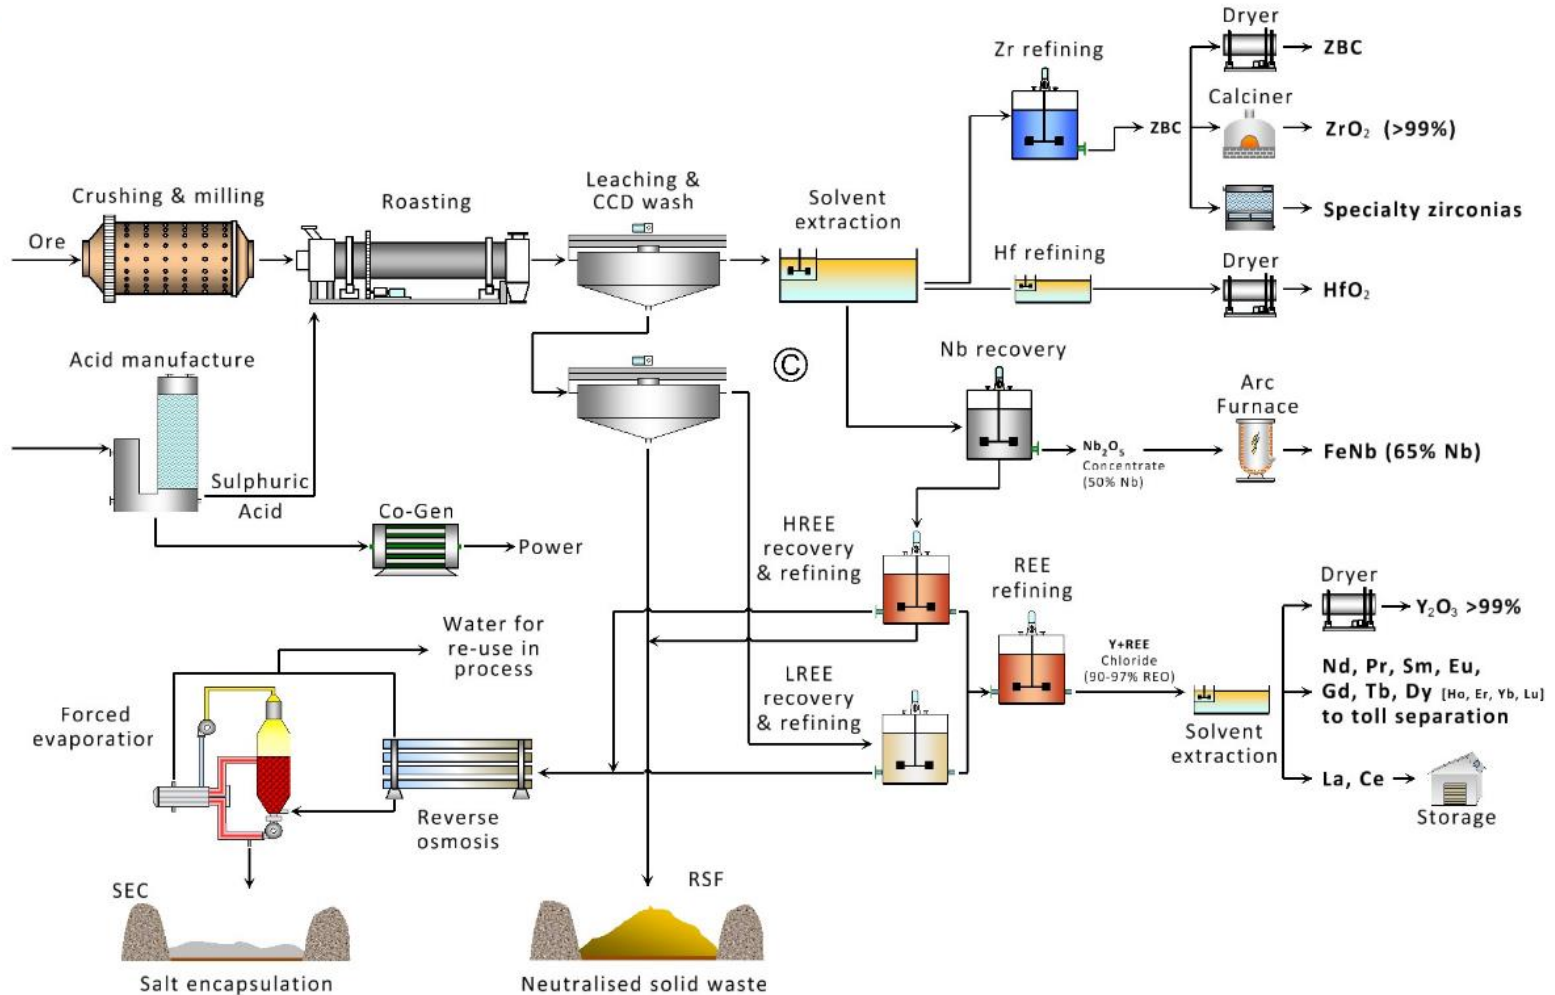 Dryer
Zr refining
ZBC
Calciner
ZBC
ZrO₂ (>99%)
Crushing & milling
Roasting
Leaching &
CCD wash
Solvent
extraction
Specialty zirconias
Ore
Hf refining
Dryer
HfO₂
Acid manufacture
©
Nb recovery
Arc
Furnace
Nb₂O₅
Concentrate
(50% Nb)
FeNb (65% Nb)
Sulphuric
Acid
Co-Gen
Power
HREE
recovery
& refining
REE
refining
Dryer
Y₂O₃ >99%
Water for
re-use in
process
Y+REE
Chloride
(90-97% REO)
LREE
recovery
& refining
Nd, Pr, Sm, Eu,
Gd, Tb, Dy [Ho, Er, Yb, Lu]
to toll separation
Forced
evaporatior
Solvent
extraction
La, Ce
Storage
Reverse
osmosis
SEC
RSF
Salt encapsulation
Neutralised solid waste